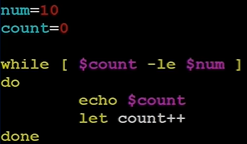 num=10
count=0
while [ $count -le $num ]
do
echo $count
let count++
done